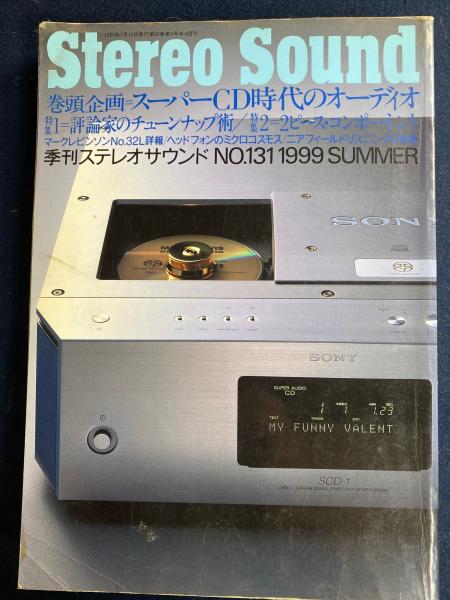 Stereo Sound
巻頭企画=スーパーCD時代のオーディオ
特集1=評論家のチューンナップ術/特集2=2ピース・コンポーネント
マークレビンソンNo.32L詳報/ヘッドフォンのミクロコスモス/ニアフィールドリスニング
季刊ステレオサウンド NO.131 1999 SUMMER
SONY
SONY
SUPER AUDIO
CD
1 1 1.23
TEXT TRACK
MY FUNNY VALENT
SCD-1